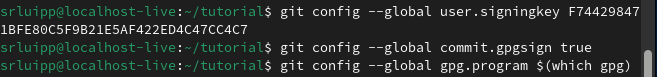 srluipp@localhost-live:~/tutorial$ git config --global user.signingkey F74429847
1BFE80C5F9B21E5AF422ED4C47CC4C7
srluipp@localhost-live:~/tutorial$ git config --global commit.gpgsign true
srluipp@localhost-live:~/tutorial$ git config --global gpg.program $(which gpg)